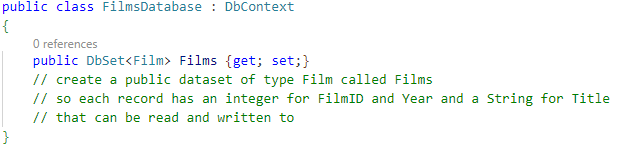 public class FilmsDatabase : DbContext
{
0 references
public DbSet<Film> Films {get; set;}
// create a public dataset of type Film called Films
// so each record has an integer for FilmID and Year and a String for Title
// that can be read and written to
}